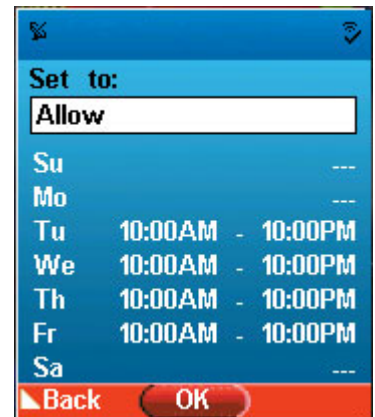 Set to:
Allow
Su ---
Mo ---
Tu 10:00AM - 10:00PM
We 10:00AM - 10:00PM
Th 10:00AM - 10:00PM
Fr 10:00AM - 10:00PM
Sa ---
Back OK